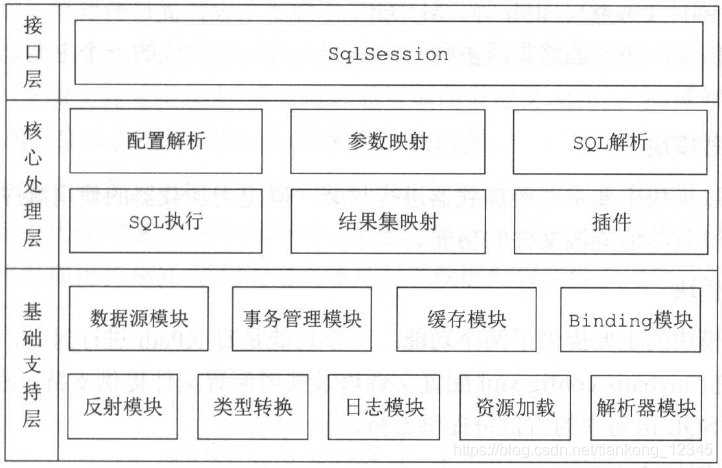 接口层
SqlSession
核心处理层
配置解析
参数映射
SQL解析
SQL执行
结果集映射
插件
基础支持层
数据源模块
事务管理模块
缓存模块
Binding模块
反射模块
类型转换
日志模块
资源加载
解析器模块
https://blog.csdn.net/tiankong_12345